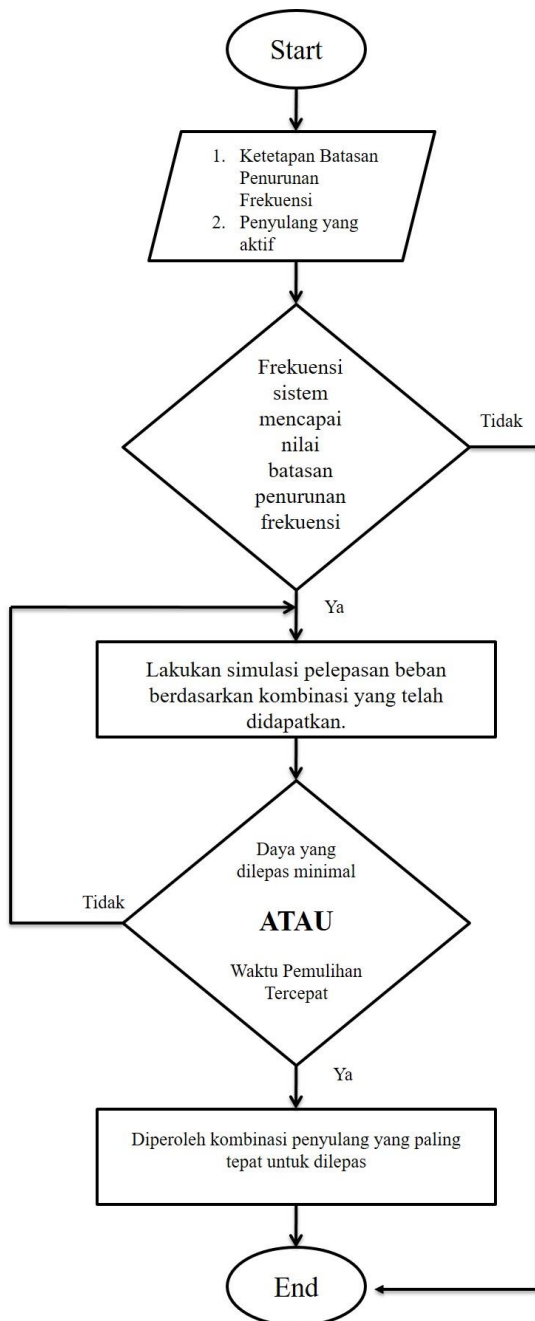 Start
1. Ketetapan Batasan
Penurunan
Frekuensi
2. Penyulang yang
aktif
Frekuensi
sistem
mencapai
nilai
batasan
penurunan
frekuensi
Tidak
Ya
Lakukan simulasi pelepasan beban
berdasarkan kombinasi yang telah
didapatkan.
Daya yang
dilepas minimal
Tidak
ATAU
Waktu Pemulihan
Tercepat
Ya
Diperoleh kombinasi penyulang yang paling
tepat untuk dilepas
End